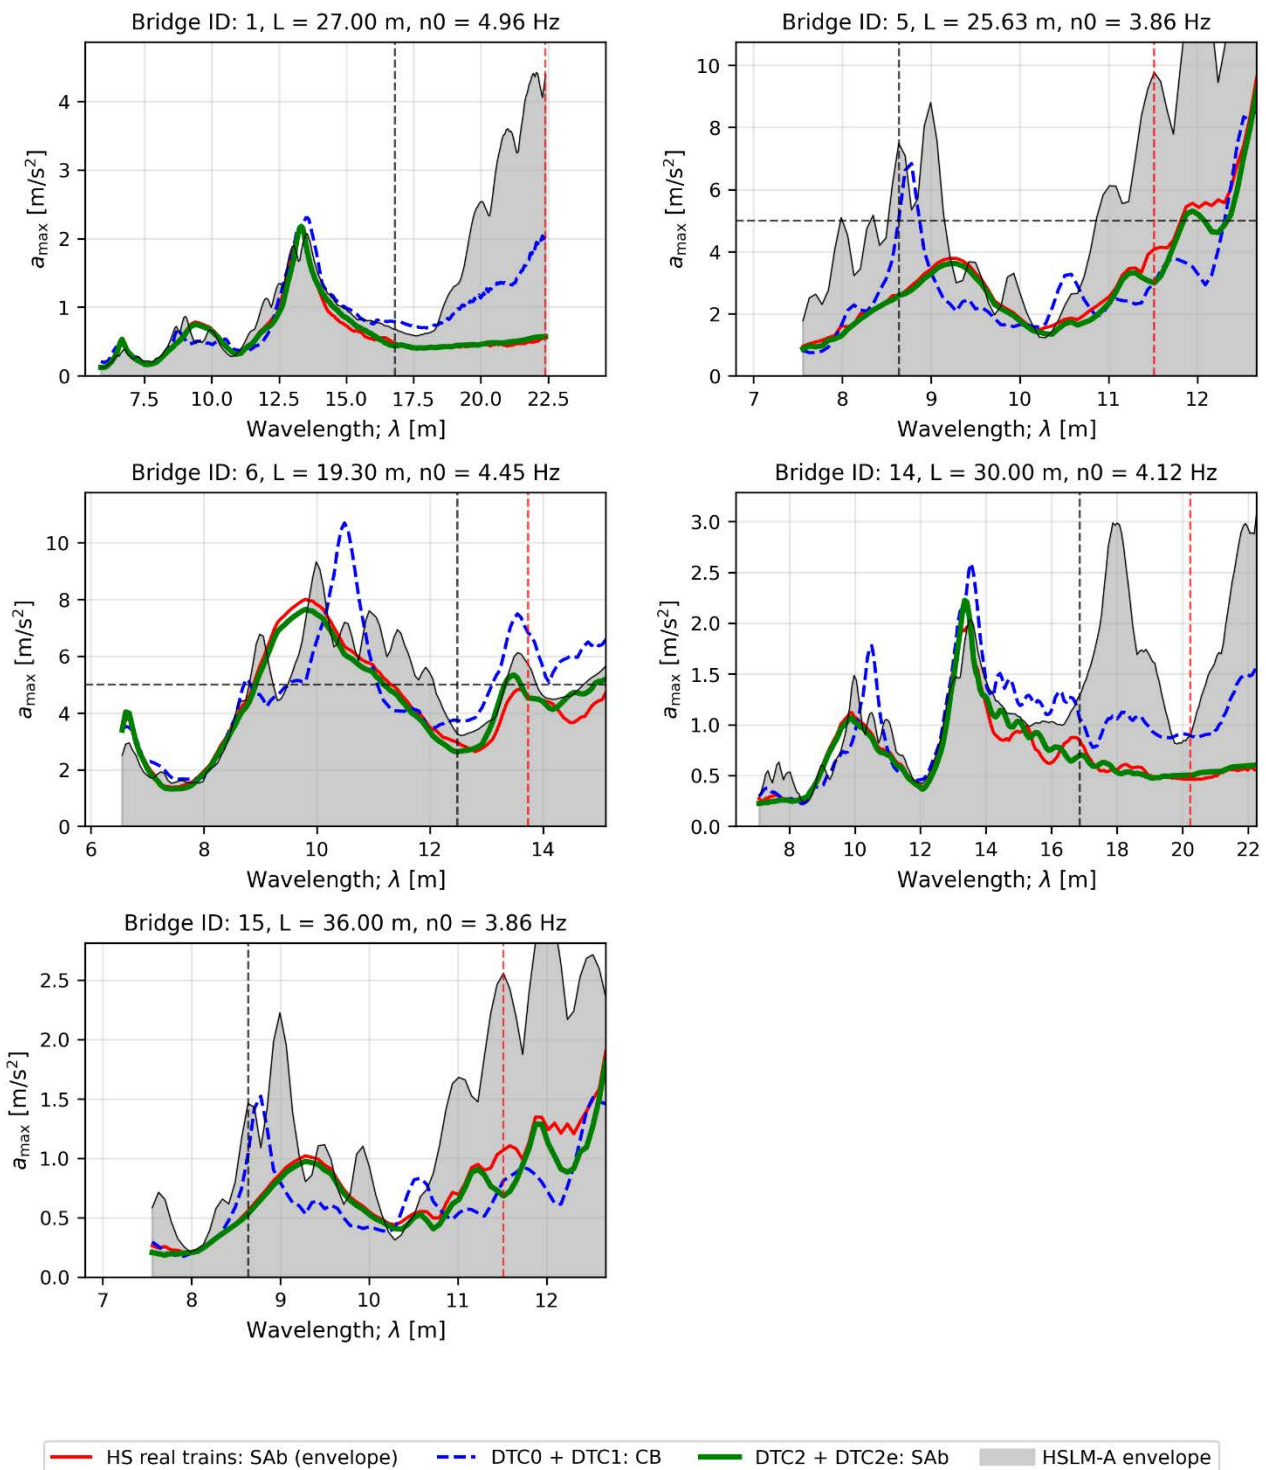 Bridge ID: 1, L = 27.00 m, n0 = 4.96 Hz
4
3
2
1
0
a_max [m/s²]
7.5 10.0 12.5 15.0 17.5 20.0 22.5
Wavelength; λ [m]
Bridge ID: 5, L = 25.63 m, n0 = 3.86 Hz
10
8
6
4
2
0
a_max [m/s²]
7 8 9 10 11 12
Wavelength; λ [m]
Bridge ID: 6, L = 19.30 m, n0 = 4.45 Hz
10
8
6
4
2
0
a_max [m/s²]
6 8 10 12 14
Wavelength; λ [m]
Bridge ID: 14, L = 30.00 m, n0 = 4.12 Hz
3.0
2.5
2.0
1.5
1.0
0.5
0.0
a_max [m/s²]
8 10 12 14 16 18 20 22
Wavelength; λ [m]
Bridge ID: 15, L = 36.00 m, n0 = 3.86 Hz
2.5
2.0
1.5
1.0
0.5
0.0
a_max [m/s²]
7 8 9 10 11 12
Wavelength; λ [m]
HS real trains: SAb (envelope) DTC0 + DTC1: CB DTC2 + DTC2e: SAb HSLM-A envelope